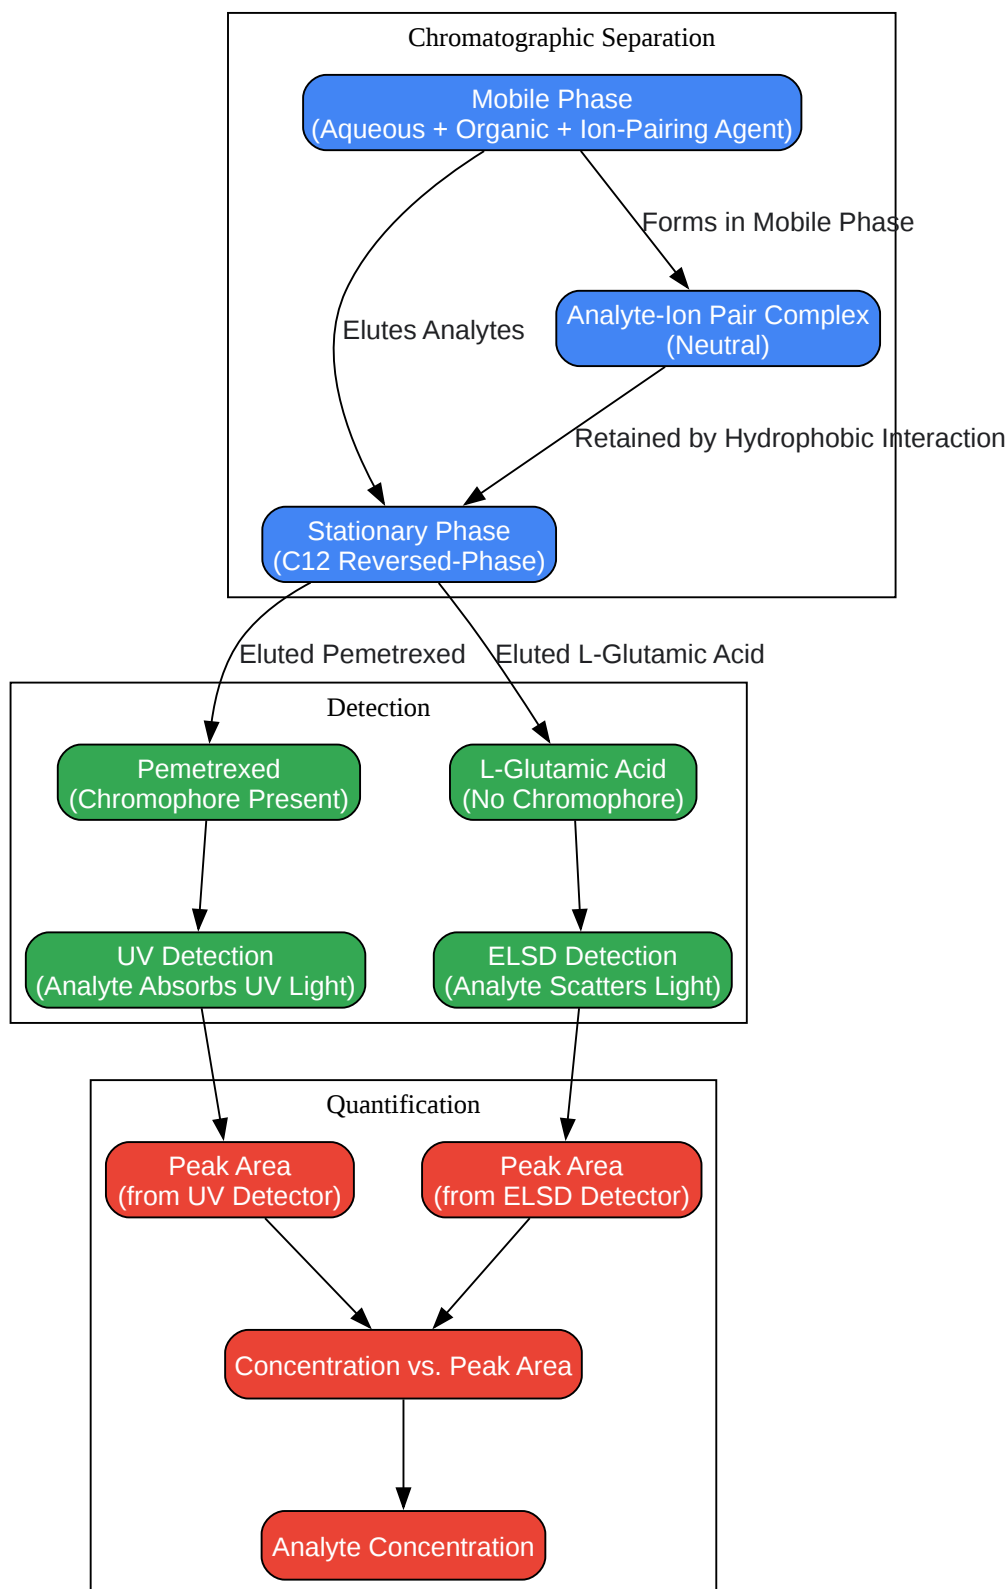 Chromatographic Separation
Mobile Phase
(Aqueous + Organic + Ion-Pairing Agent)
Forms in Mobile Phase
Elutes Analytes
Analyte-Ion Pair Complex
(Neutral)
Retained by Hydrophobic Interaction
Stationary Phase
(C12 Reversed-Phase)
Eluted Pemetrexed
Eluted L-Glutamic Acid
Detection
Pemetrexed
(Chromophore Present)
L-Glutamic Acid
(No Chromophore)
UV Detection
(Analyte Absorbs UV Light)
ELSD Detection
(Analyte Scatters Light)
Quantification
Peak Area
(from UV Detector)
Peak Area
(from ELSD Detector)
Concentration vs. Peak Area
Analyte Concentration